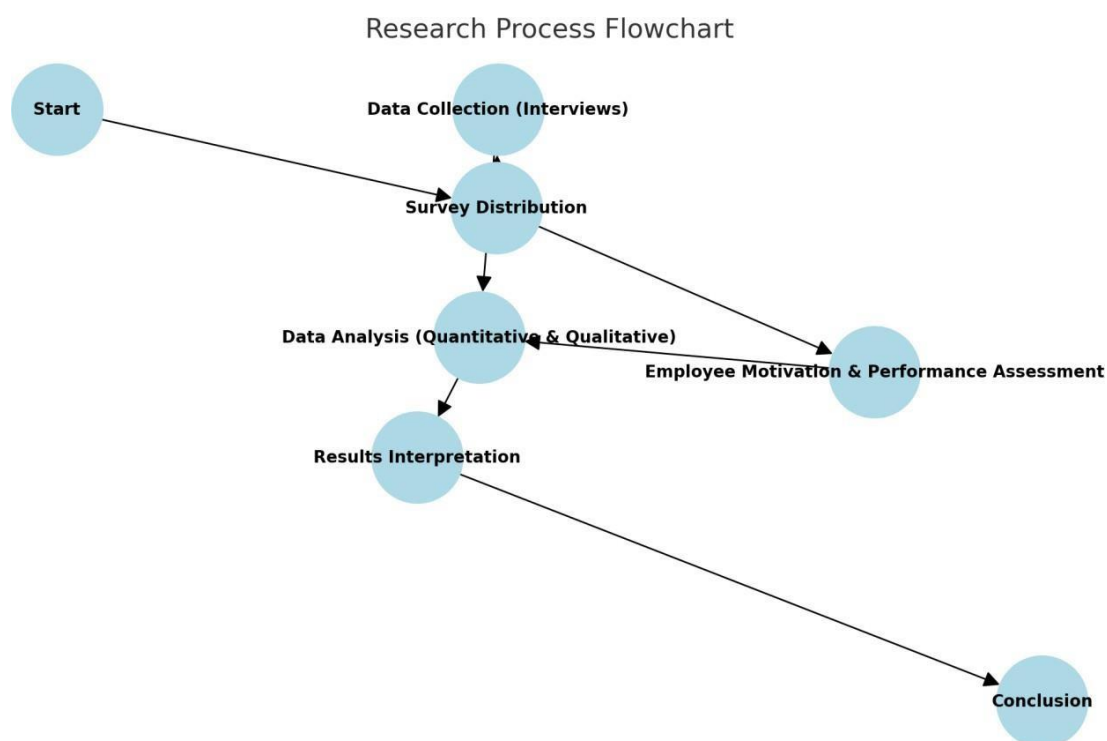 Research Process Flowchart
Start
Data Collection (Interviews)
Survey Distribution
Data Analysis (Quantitative & Qualitative)
Employee Motivation & Performance Assessment
Results Interpretation
Conclusion